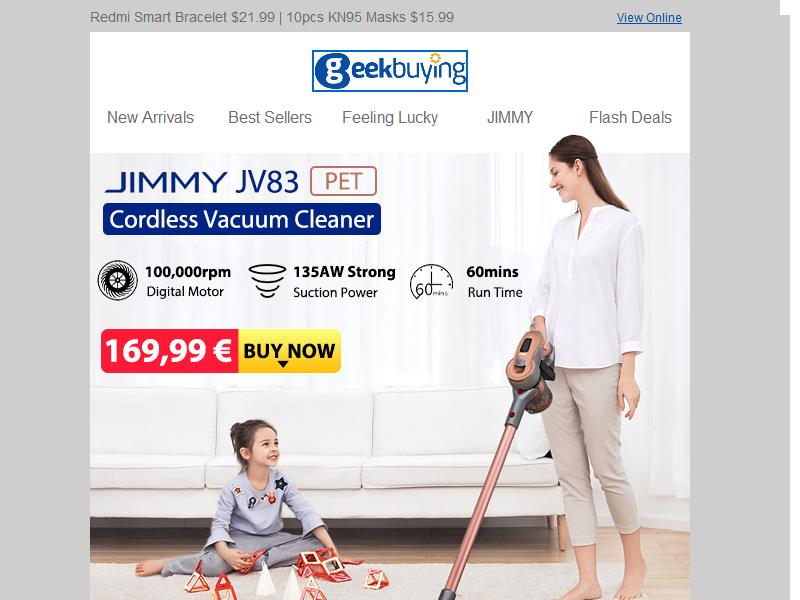 Redmi Smart Bracelet $21.99 | 10pcs KN95 Masks $15.99
View Online
geekbuying
New Arrivals
Best Sellers
Feeling Lucky
JIMMY
Flash Deals
JIMMY JV83 PET
Cordless Vacuum Cleaner
100,000rpm
Digital Motor
135AW Strong
Suction Power
60mins
60mins
Run Time
169,99 € BUY NOW